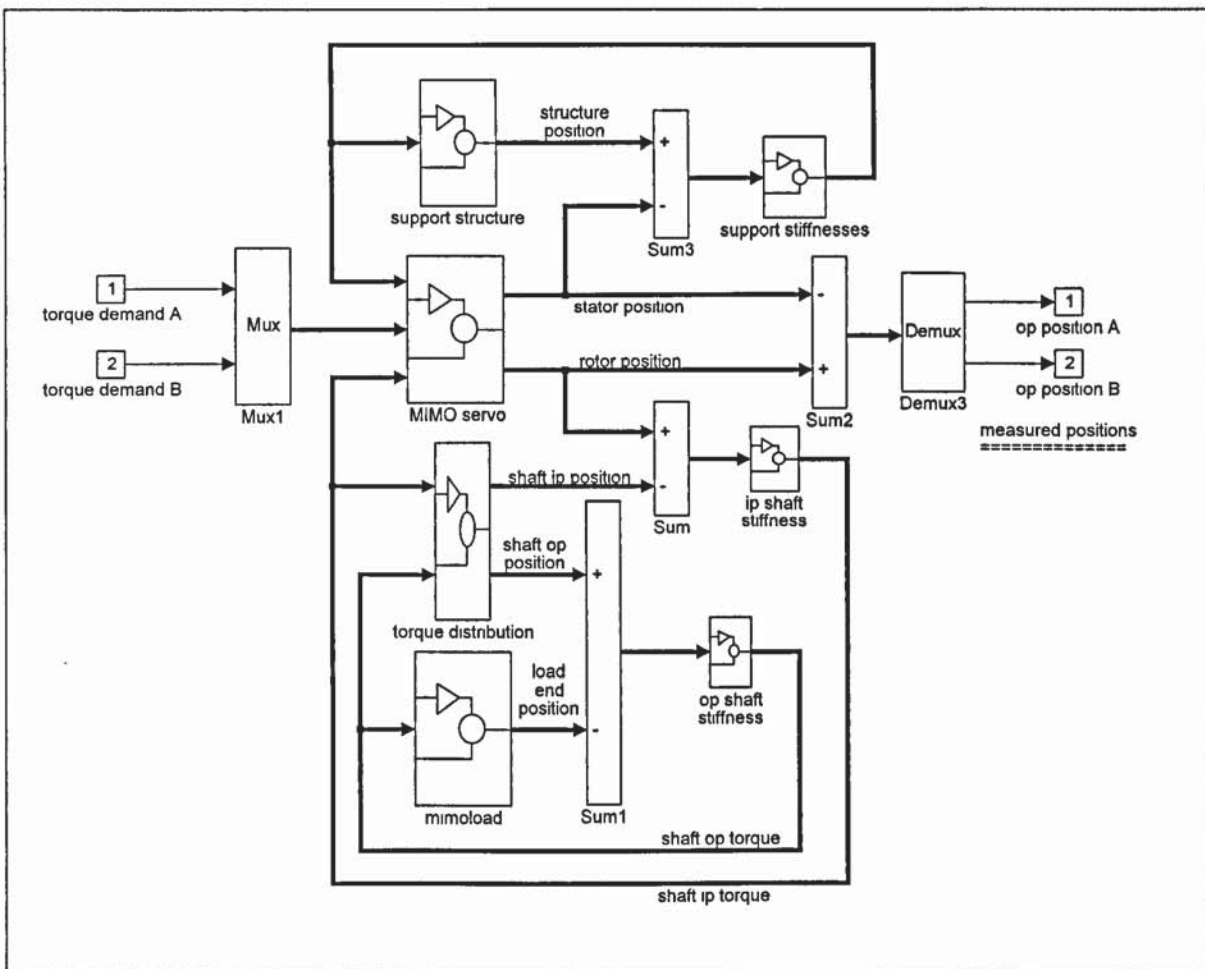 structure
position
+
-
support structure
Sum3
support stiffnesses
1
torque demand A
Mux
2
torque demand B
Mux1
MIMO servo
stator position
rotor position
-
+
Sum2
Demux
Demux3
1
op position A
2
op position B
measured positions
==============
shaft ip position
+
-
Sum
ip shaft
stiffness
shaft op
position
+
-
torque distribution
load
end
position
mimoload
Sum1
op shaft
stiffness
shaft op torque
shaft ip torque